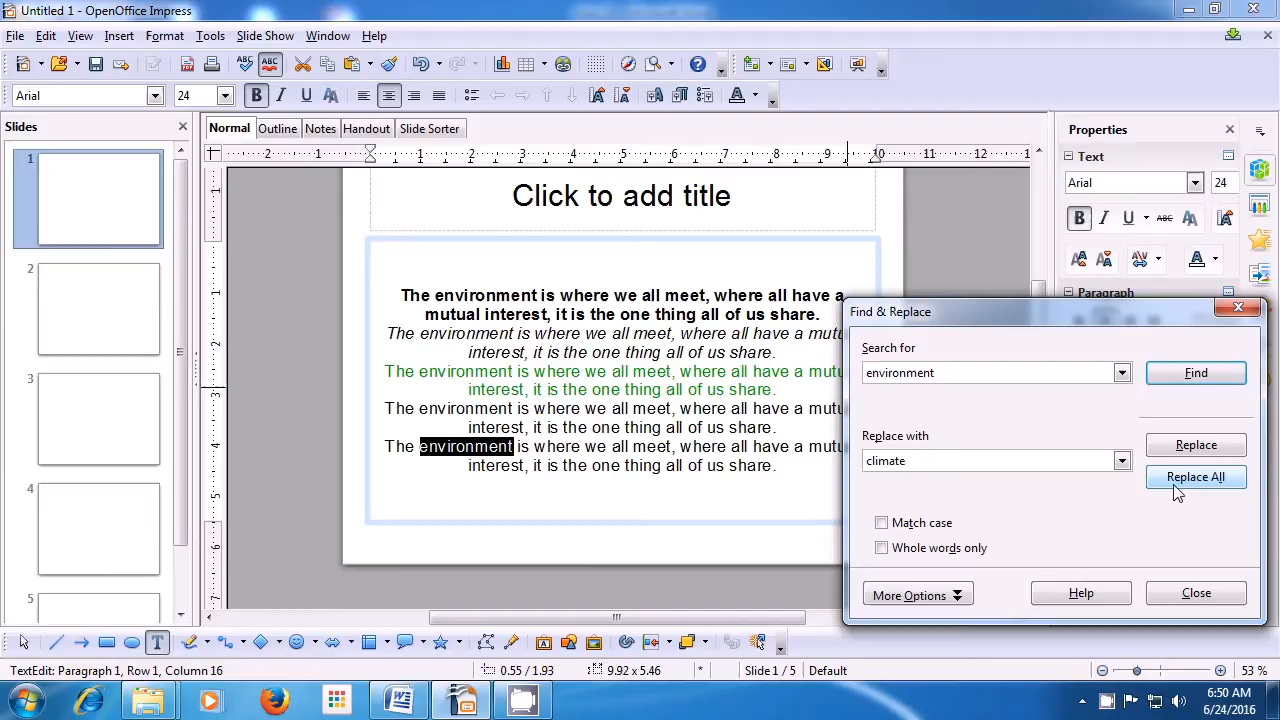 Untitled 1 - OpenOffice Impress
File Edit View Insert Format Tools Slide Show Window Help
Arial 24
Slides
Normal Outline Notes Handout Slide Sorter
Properties
Text
Arial 24
Paragraph
Click to add title
The environment is where we all meet, where all have a
mutual interest, it is the one thing all of us share.
The environment is where we all meet, where all have a mutu
interest, it is the one thing all of us share.
The environment is where we all meet, where all have a mutu
interest, it is the one thing all of us share.
The environment is where we all meet, where all have a mutu
interest, it is the one thing all of us share.
The environment is where we all meet, where all have a mutu
interest, it is the one thing all of us share.
1
2
3
4
5
Find & Replace
Search for
environment
Find
Replace with
climate
Replace
Replace All
Match case
Whole words only
More Options
Help
Close
TextEdit: Paragraph 1, Row 1, Column 16
0.55 / 1.93
9.92 x 5.46
*
Slide 1 / 5
Default
53 %
6:50 AM
6/24/2016